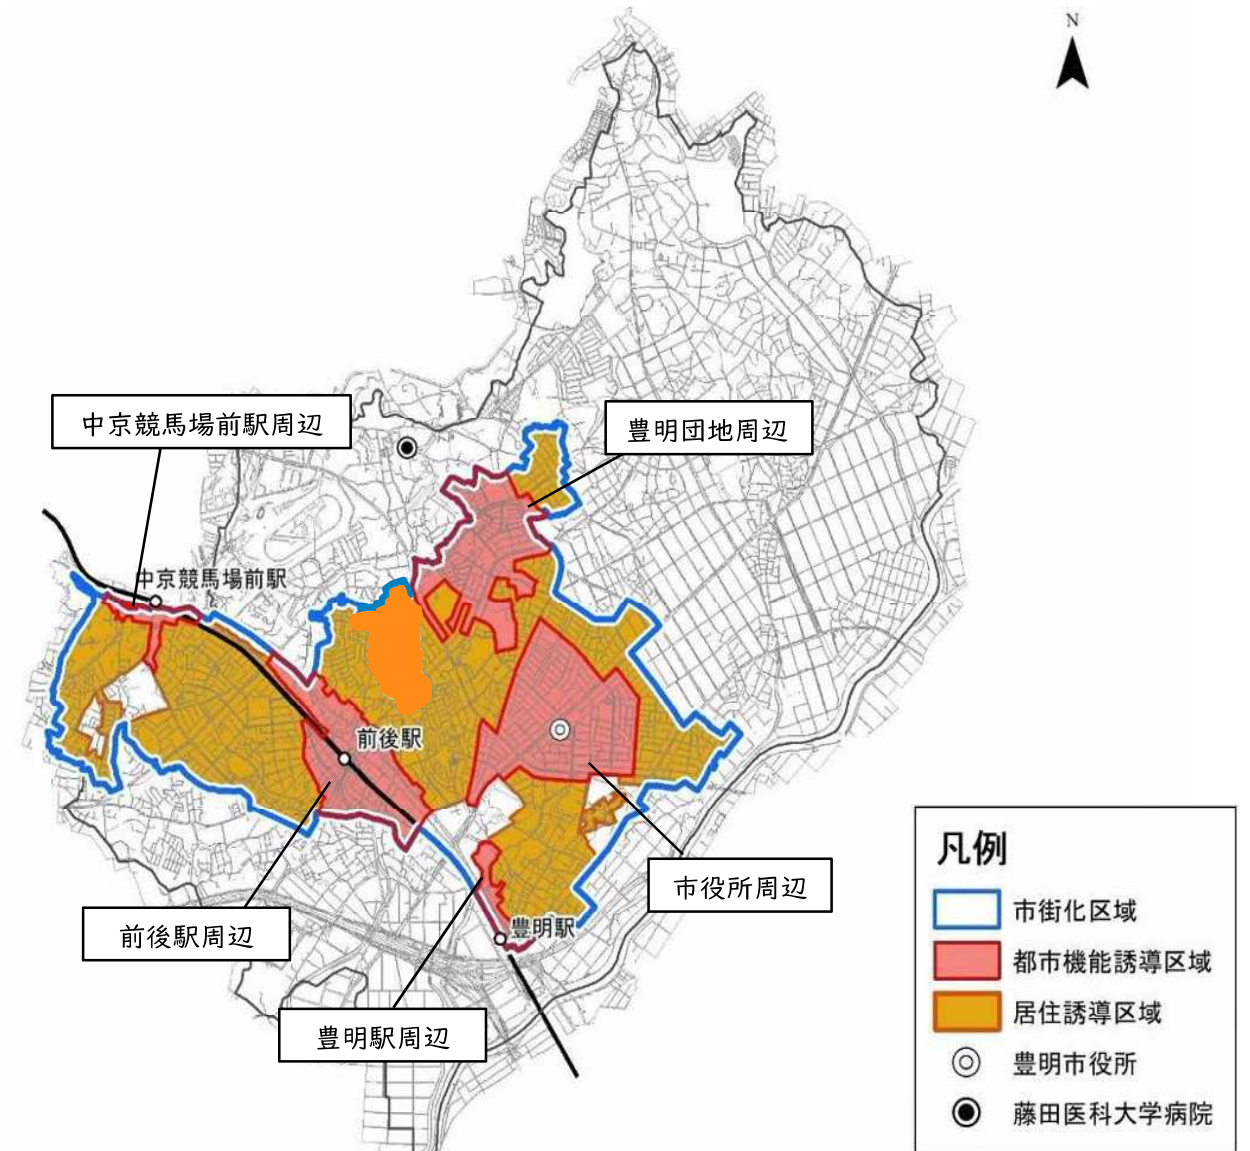 N
中京競馬場前駅周辺
豊明団地周辺
中京競馬場前駅
前後駅
市役所周辺
前後駅周辺
豊明駅
豊明駅周辺
凡例
市街化区域
都市機能誘導区域
居住誘導区域
豊明市役所
藤田医科大学病院